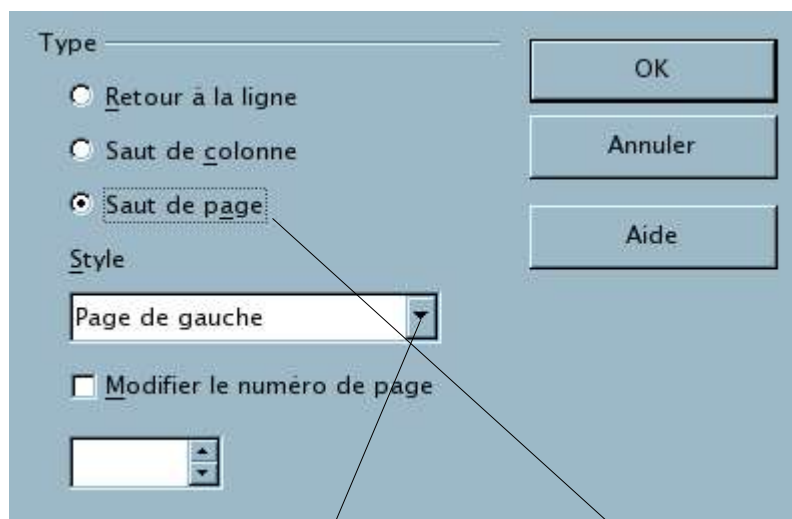 Type
Retour à la ligne
Saut de colonne
Saut de page
Style
Page de gauche
Modifier le numéro de page
OK
Annuler
Aide